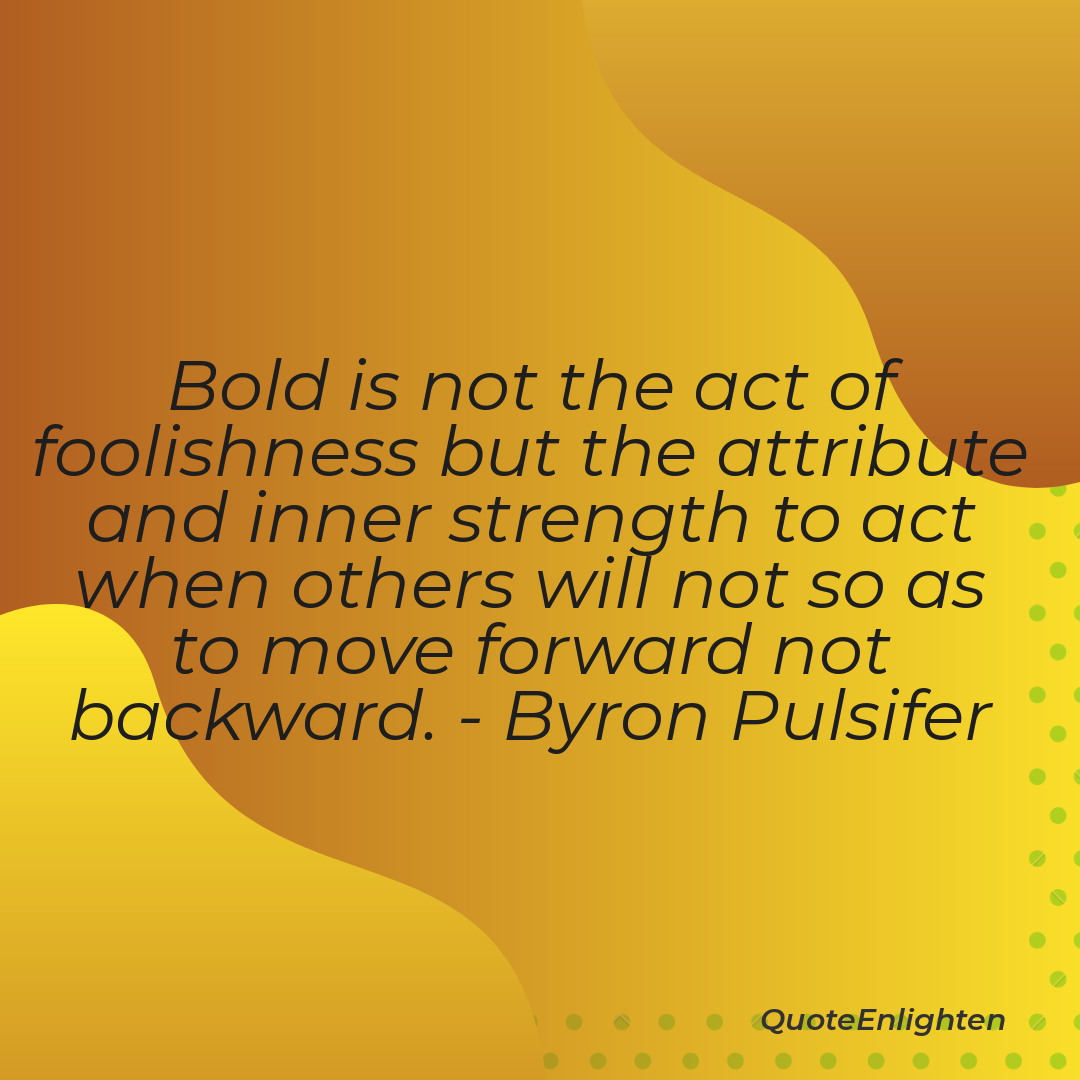 Bold is not the act of
foolishness but the attribute
and inner strength to act
when others will not so as
to move forward not
backward. - Byron Pulsifer
QuoteEnlighten